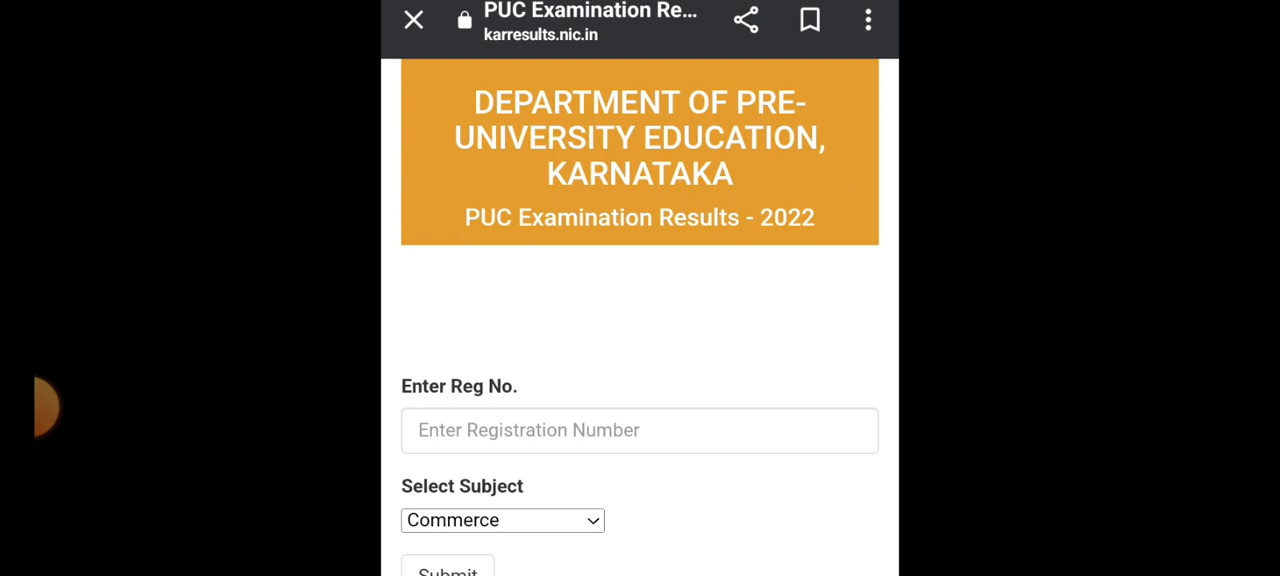 PUC Examination Re...
karresults.nic.in
DEPARTMENT OF PRE-
UNIVERSITY EDUCATION,
KARNATAKA
PUC Examination Results - 2022
Enter Reg No.
Enter Registration Number
Select Subject
Commerce
Submit